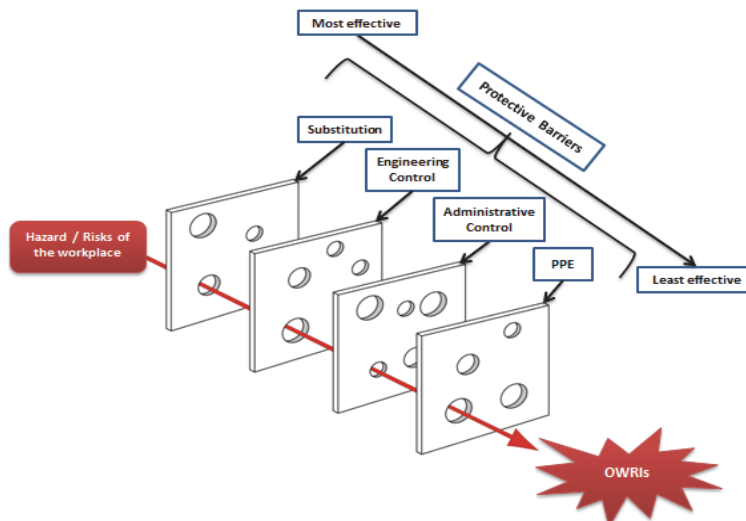 Most effective
Protective Barriers
Substitution
Engineering
Control
Administrative
Control
Hazard / Risks of
the workplace
PPE
Least effective
OWRIs